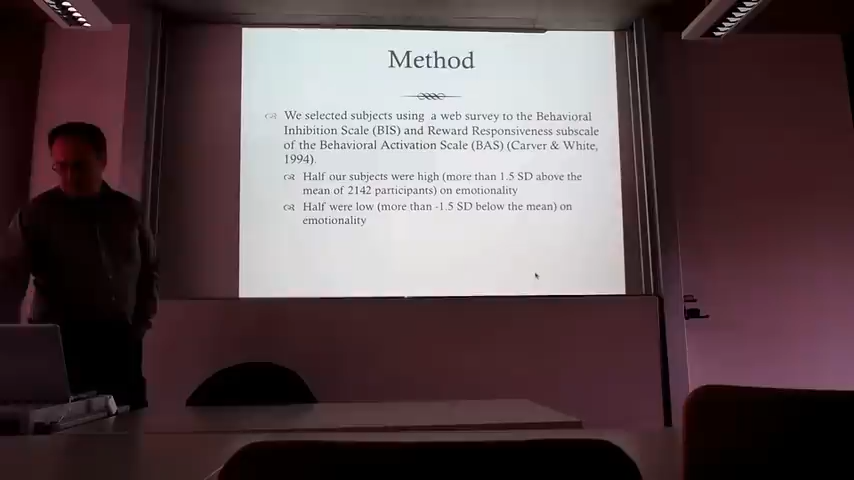 Method
We selected subjects using a web survey to the Behavioral
Inhibition Scale (BIS) and Reward Responsiveness subscale
of the Behavioral Activation Scale (BAS) (Carver & White,
1994).
Half our subjects were high (more than 1.5 SD above the
mean of 2142 participants) on emotionality
Half were low (more than -1.5 SD below the mean) on
emotionality